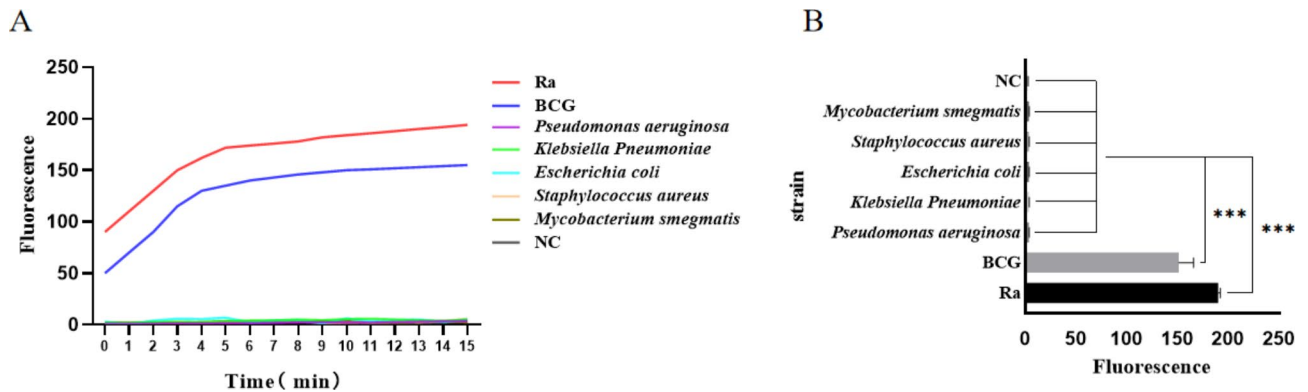 A
250
200
150
100
50
0
Fluorescence
0 1 2 3 4 5 6 7 8 9 10 11 12 13 14 15
Time( min)
Ra
BCG
Pseudomonas aeruginosa
Klebsiella Pneumoniae
Escherichia coli
Staphylococcus aureus
Mycobacterium smegmatis
NC
B
strain
NC
Mycobacterium smegmatis
Staphylococcus aureus
Escherichia coli
Klebsiella Pneumoniae
Pseudomonas aeruginosa
BCG
Ra
***
***
0 50 100 150 200 250
Fluorescence